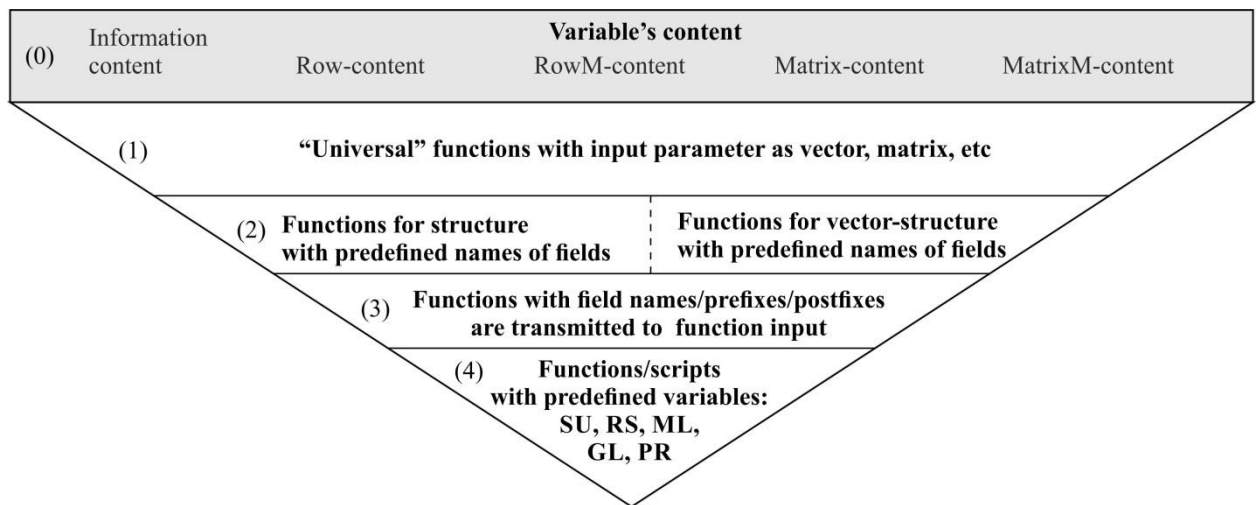 (0)
Information
content
Variable's content
Row-content
RowM-content
Matrix-content
MatrixM-content
(1)
“Universal” functions with input parameter as vector, matrix, etc
(2)
Functions for structure
with predefined names of fields
Functions for vector-structure
with predefined names of fields
(3)
Functions with field names/prefixes/postfixes
are transmitted to function input
(4)
Functions/scripts
with predefined variables:
SU, RS, ML,
GL, PR